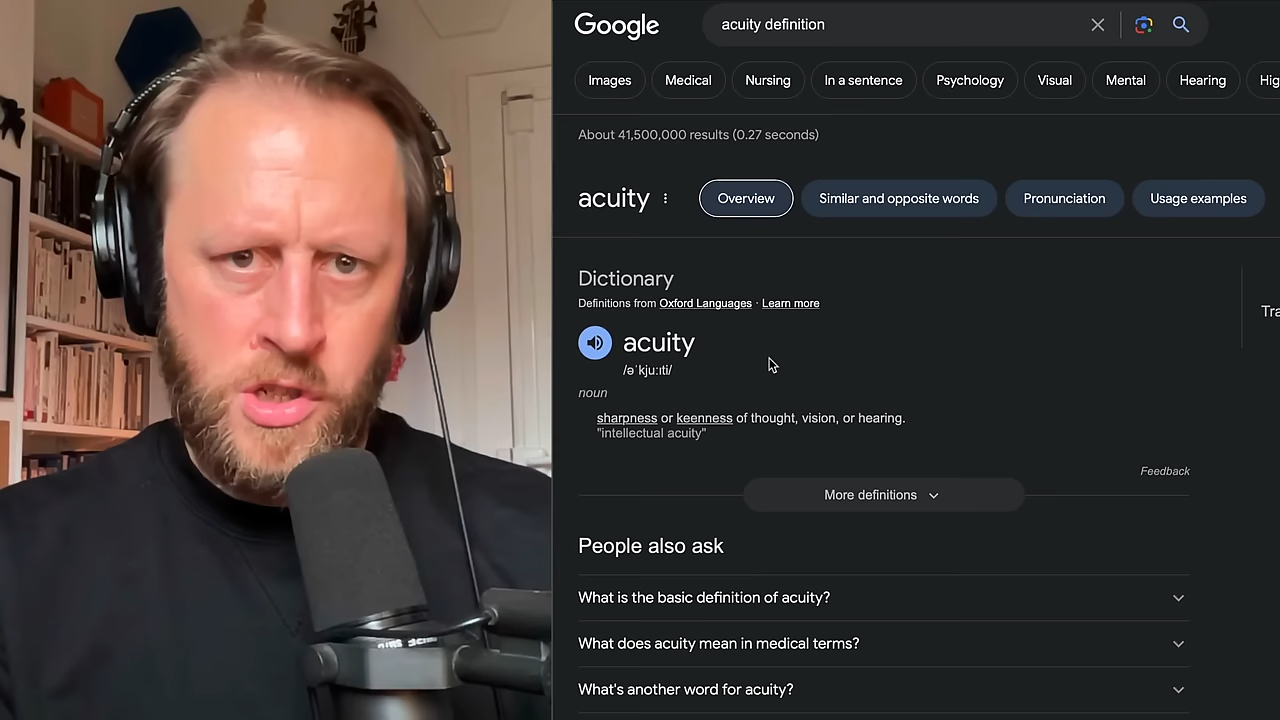 Google
acuity definition
Images
Medical
Nursing
In a sentence
Psychology
Visual
Mental
Hearing
Hig
About 41,500,000 results (0.27 seconds)
acuity
Overview
Similar and opposite words
Pronunciation
Usage examples
Dictionary
Definitions from Oxford Languages · Learn more
Tra
acuity
/əˈkjuːɪti/
noun
sharpness or keenness of thought, vision, or hearing.
"intellectual acuity"
Feedback
More definitions
People also ask
What is the basic definition of acuity?
What does acuity mean in medical terms?
What's another word for acuity?